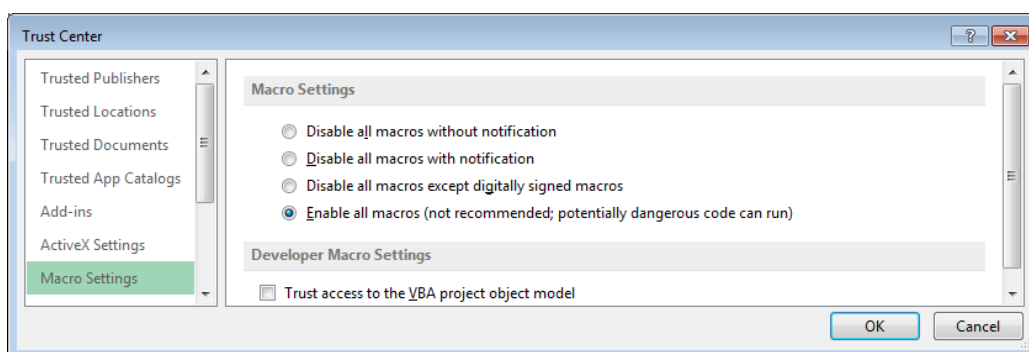 Trust Center
Trusted Publishers
Trusted Locations
Trusted Documents
Trusted App Catalogs
Add-ins
ActiveX Settings
Macro Settings
Macro Settings
Disable all macros without notification
Disable all macros with notification
Disable all macros except digitally signed macros
Enable all macros (not recommended; potentially dangerous code can run)
Developer Macro Settings
Trust access to the VBA project object model
OK
Cancel